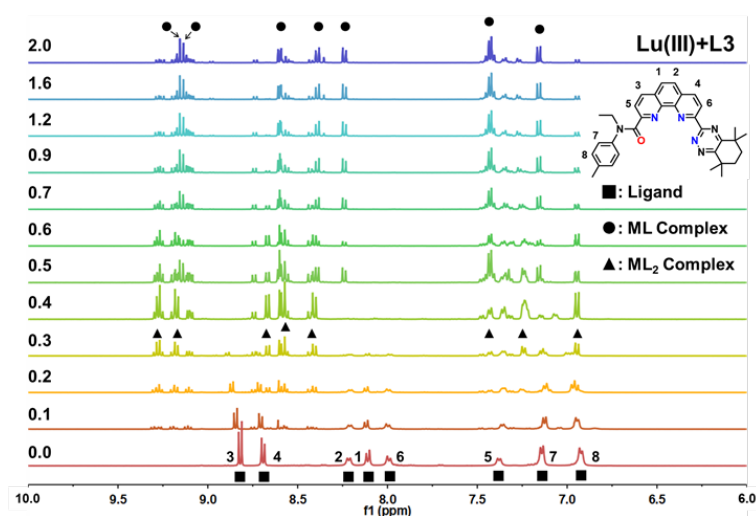 Lu(III)+L3
2.0
1.6
1.2
0.9
0.7
0.6
0.5
0.4
0.3
0.2
0.1
0.0
3 1 2 4
5 6
N N N N
N
N
O
7
8
■: Ligand
●: ML Complex
▲: ML₂ Complex
3 4 2 1 6 5 7 8
10.0 9.5 9.0 8.5 8.0 7.5 7.0 6.5 6.0
f1 (ppm)